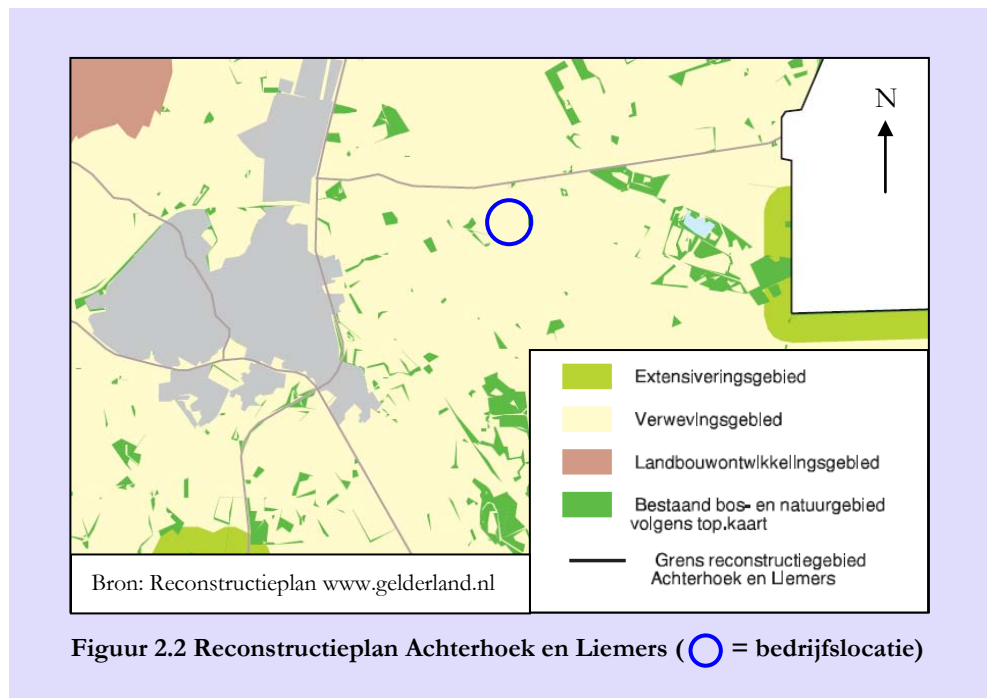 N
Extensiveringsgebied
Verwevingsgebied
Landbouwontwikkelingsgebied
Bestaand bos- en natuurgebied
volgens top.kaart
Grens reconstructiegebied
Achterhoek en Liemers
Bron: Reconstructieplan www.gelderland.nl
Figuur 2.2 Reconstructieplan Achterhoek en Liemers ( = bedrijfslocatie)